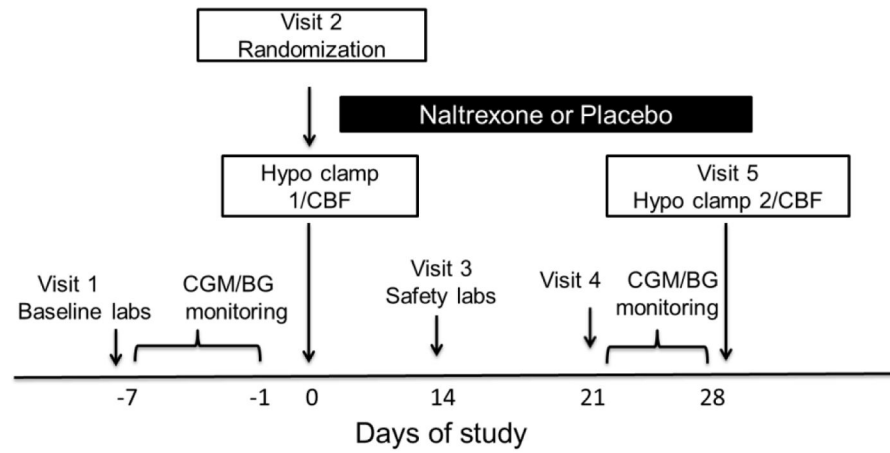 Visit 2
Randomization
Naltrexone or Placebo
Hypo clamp
1/CBF
Visit 5
Hypo clamp 2/CBF
Visit 1
Baseline labs
CGM/BG
monitoring
Visit 3
Safety labs
Visit 4
CGM/BG
monitoring
-7 -1 0 14 21 28
Days of study